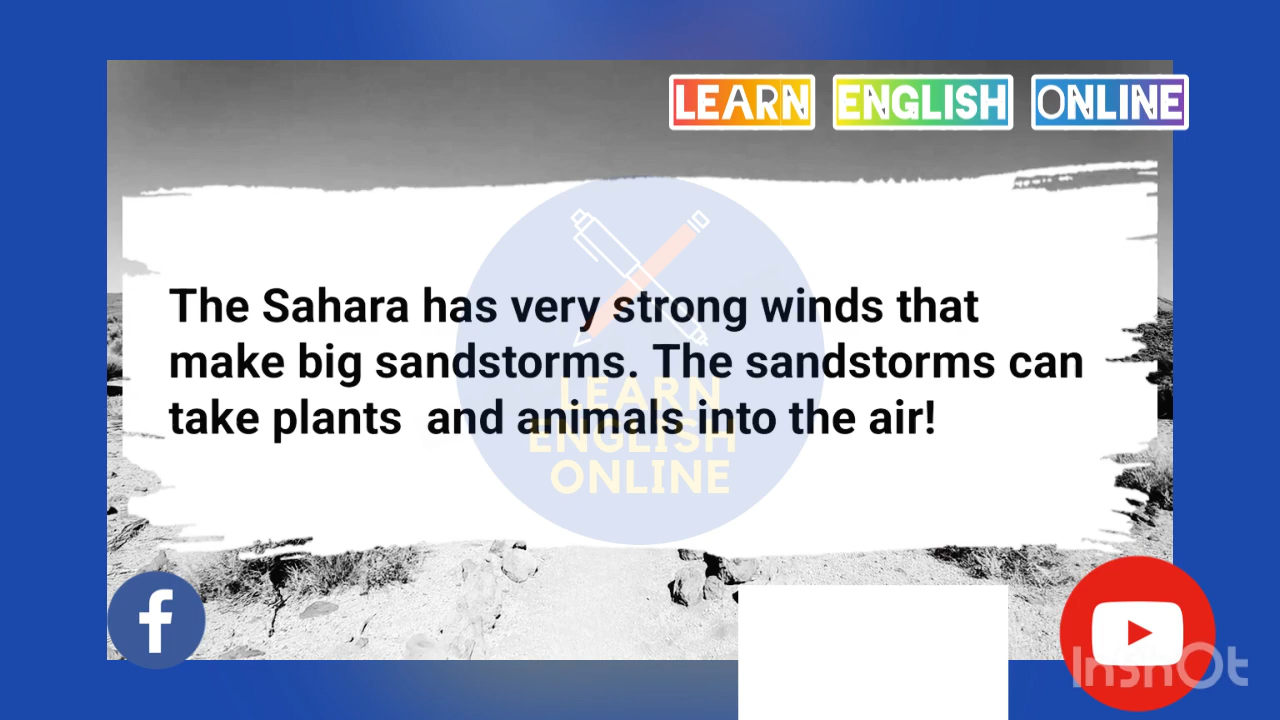 LEARN ENGLISH ONLINE
The Sahara has very strong winds that
make big sandstorms. The sandstorms can
take plants and animals into the air!
LEARN
ENGLISH
ONLINE
f
InShOt